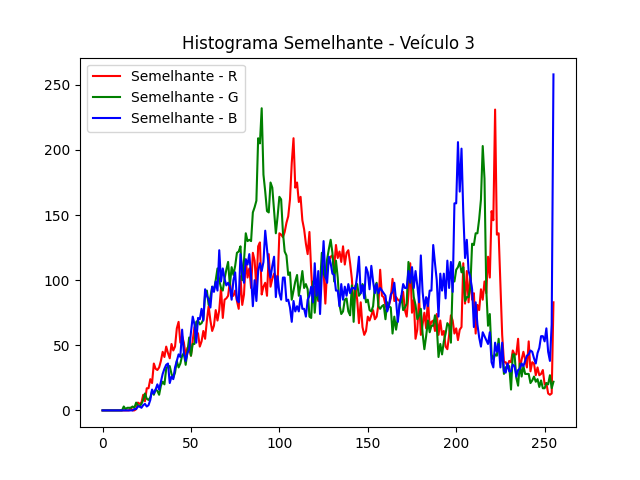 Histograma Semelhante - Veículo 3
Semelhante - R
Semelhante - G
Semelhante - B
250
200
150
100
50
0
0 50 100 150 200 250